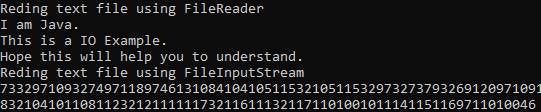 Reding text file using FileReader
I am Java.
This is a IO Example.
Hope this will help you to understand.
Reding text file using FileInputStream
73329710932749711897461310841041051153210511532973273793269120971091
8321041011081123212111111732116111321171101001011141151169711010046